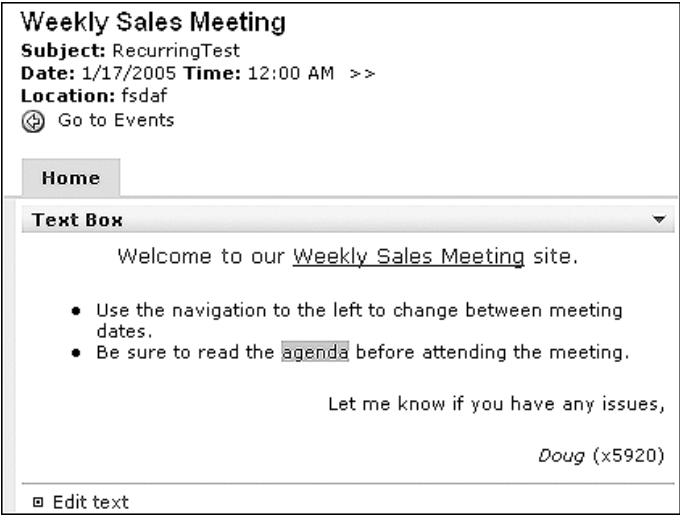 Weekly Sales Meeting
Subject: RecurringTest
Date: 1/17/2005 Time: 12:00 AM >>
Location: fsdaf
Go to Events
Home
Text Box
Welcome to our Weekly Sales Meeting site.
• Use the navigation to the left to change between meeting
dates.
• Be sure to read the agenda before attending the meeting.
Let me know if you have any issues,
Doug (x5920)
Edit text